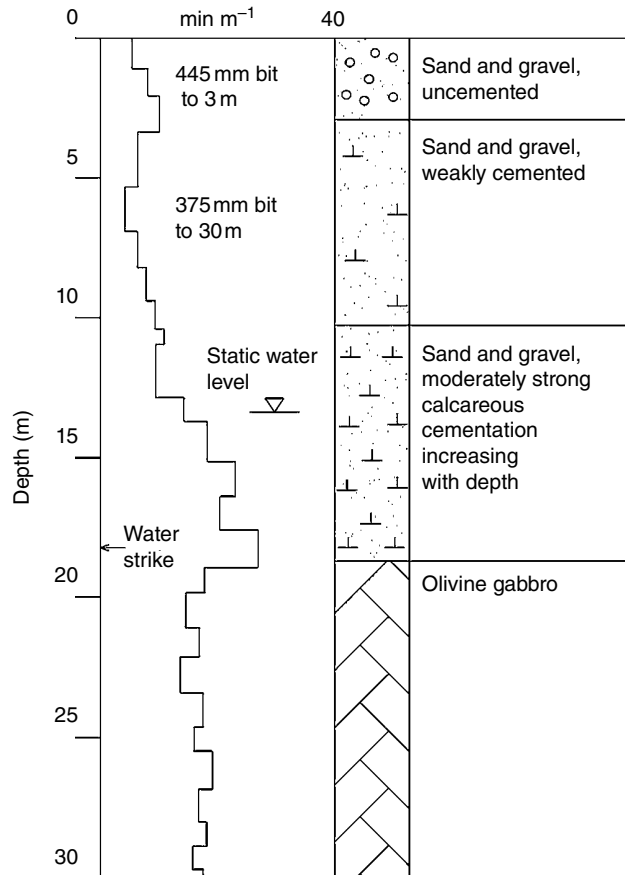 0 min m⁻¹ 40
445 mm bit
to 3 m
Sand and gravel,
uncemented
5
Sand and gravel,
weakly cemented
375 mm bit
to 30 m
10
Static water
level
Sand and gravel,
moderately strong
calcareous
cementation
increasing
with depth
15
Depth (m)
Water
strike
20
Olivine gabbro
25
30